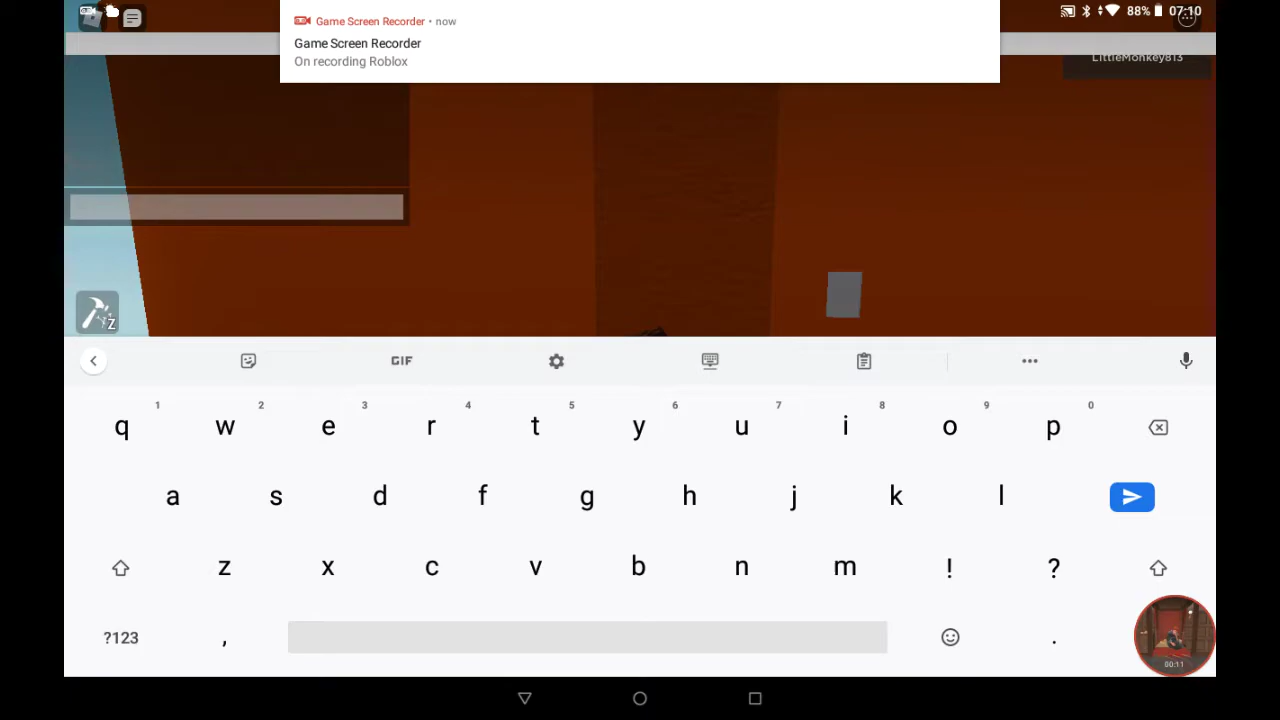 88% 07:10
Game Screen Recorder • now
Game Screen Recorder
On recording Roblox
LittleMonkey813
z
GIF
1 2 3 4 5 6 7 8 9 0
q w e r t y u i o p
a s d f g h j k l
z x c v b n m ! ?
?123 , .
00:11